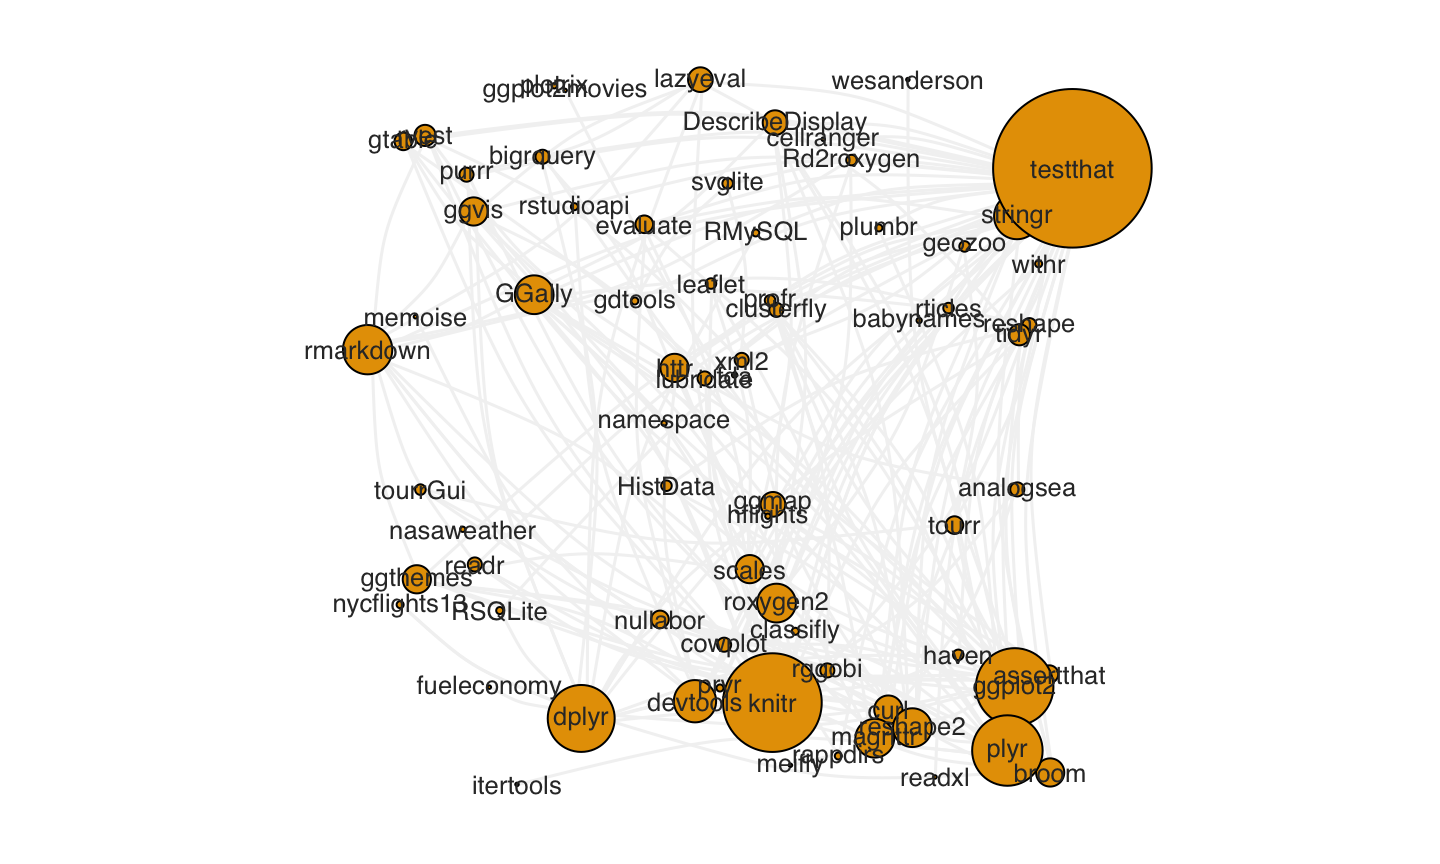 plotrix
ggplot2movies
lazyeval
wesanderson
DescribeDisplay
cellranger
gtable
rvest
bigrquery
Rd2roxygen
purrr
testthat
svglite
ggvis
rstudioapi
evaluate
RMySQL
plumbr
stringr
geozoo
withr
leaflet
GGally
gdtools
profr
clusterfly
memoise
rticles
babynames
reshape
tidyr
rmarkdown
httr
xml2
lubridate
namespace
tourrGui
HistData
analogsea
ggmap
hflights
nasaweather
tourr
readr
scales
ggthemes
nycflights13
RSQLite
roxygen2
nullabor
classifly
cowplot
haven
rggobi
assertthat
fueleconomy
pryr
ggplot2
devtools
knitr
dplyr
curl
reshape2
magrittr
plyr
rappdirs
meifly
broom
readxl
itertools